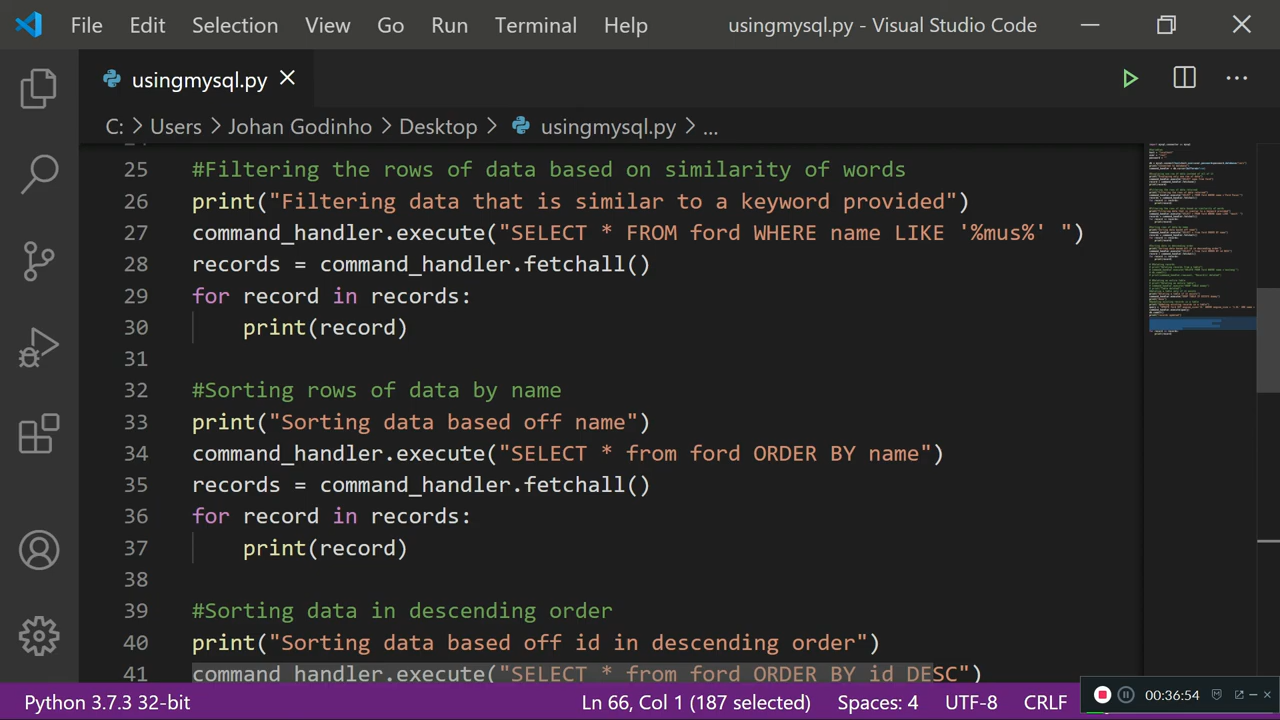 File Edit Selection View Go Run Terminal Help usingmysql.py - Visual Studio Code
usingmysql.py
C: > Users > Johan Godinho > Desktop > usingmysql.py > ...
25 #Filtering the rows of data based on similarity of words
26 print("Filtering data that is similar to a keyword provided")
27 command_handler.execute("SELECT * FROM ford WHERE name LIKE '%mus%' ")
28 records = command_handler.fetchall()
29 for record in records:
30 print(record)
31
32 #Sorting rows of data by name
33 print("Sorting data based off name")
34 command_handler.execute("SELECT * from ford ORDER BY name")
35 records = command_handler.fetchall()
36 for record in records:
37 print(record)
38
39 #Sorting data in descending order
40 print("Sorting data based off id in descending order")
41 command_handler.execute("SELECT * from ford ORDER BY id DESC")
Python 3.7.3 32-bit Ln 66, Col 1 (187 selected) Spaces: 4 UTF-8 CRLF 00:36:54